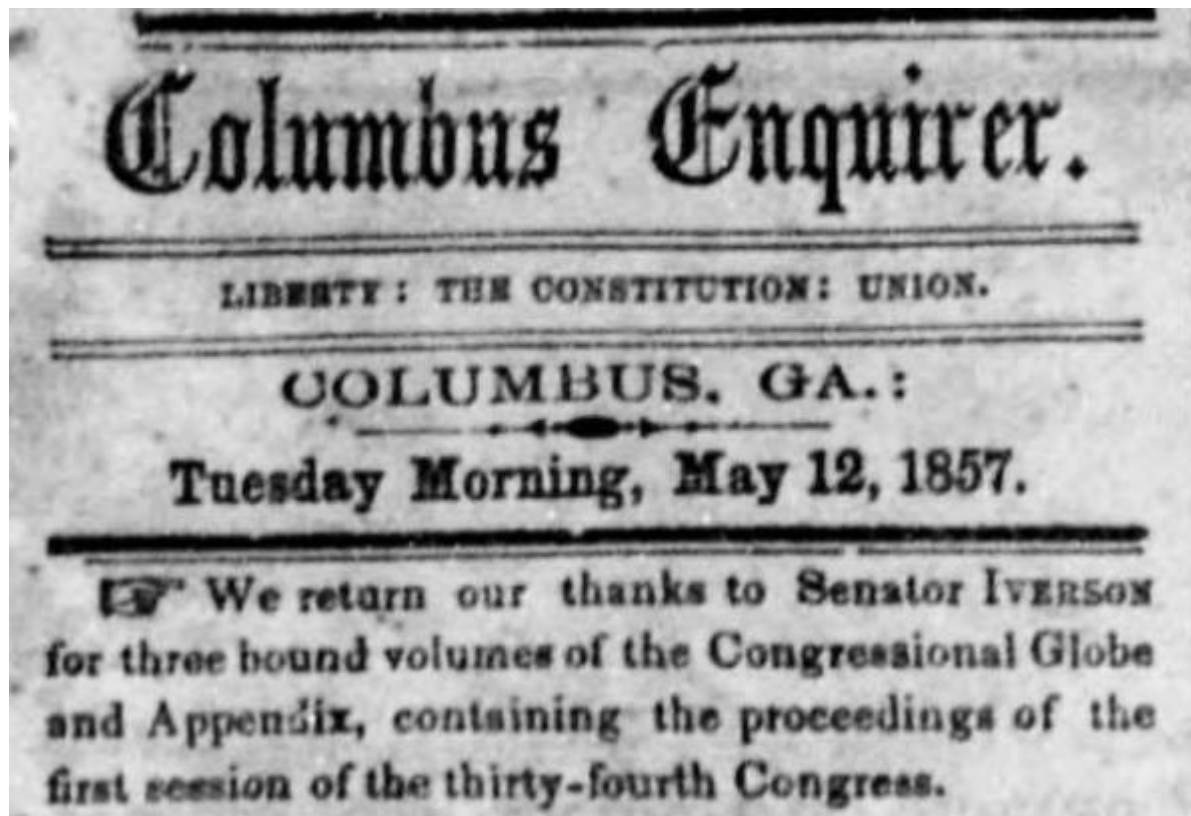 Columbus Enquirer.
LIBERTY: THE CONSTITUTION: UNION.
COLUMBUS, GA.:
Tuesday Morning, May 12, 1857.
☞ We return our thanks to Senator IVERSON
for three bound volumes of the Congressional Globe
and Appendix, containing the proceedings of the
first session of the thirty-fourth Congress.